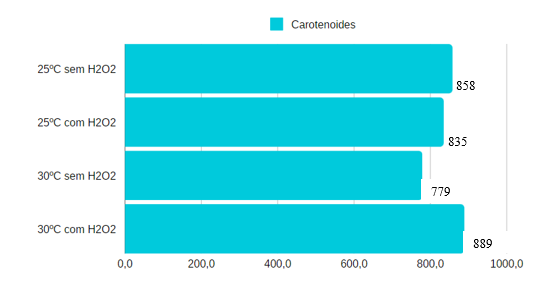 Carotenoides
25ºC sem H2O2
858
25ºC com H2O2
835
30ºC sem H2O2
779
30ºC com H2O2
889
0,0 200,0 400,0 600,0 800,0 1000,0